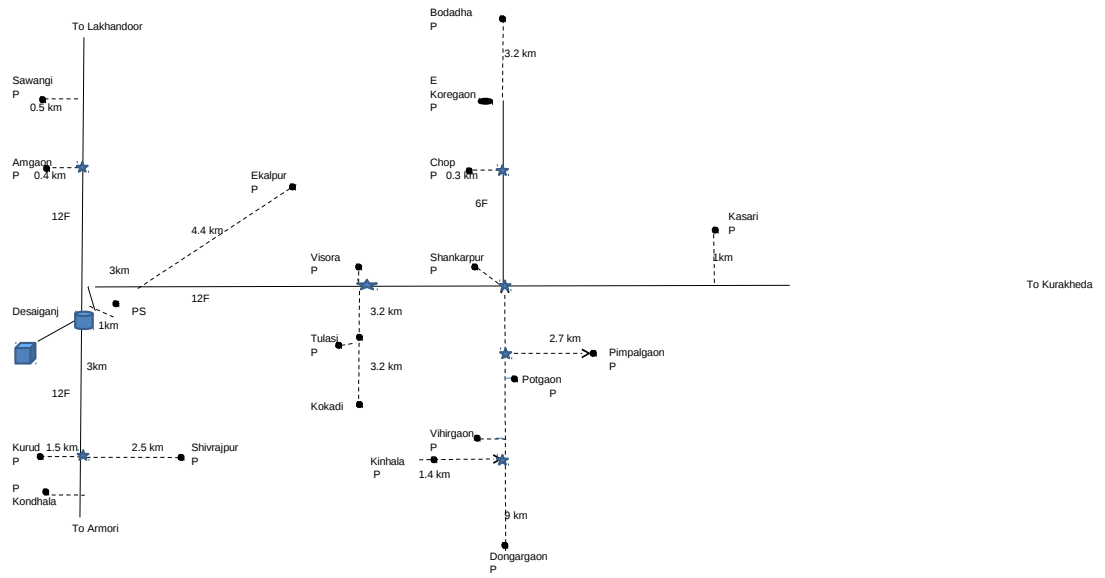 Bodadha
P
To Lakhandoor
3.2 km
Sawangi
P
0.5 km
E
Koregaon
P
Amgaon
P 0.4 km
Chop
P 0.3 km
Ekalpur
P
6F
12F
Kasari
P
4.4 km
1km
Visora
P
Shankarpur
P
3km
To Kurakheda
12F
Desaiganj
PS
3.2 km
1km
Tulasi
P
2.7 km
Pimpalgaon
P
3km
3.2 km
Potgaon
P
12F
Kokadi
Vihirgaon
P
Kurud 1.5 km
P
2.5 km
Shivrajpur
P
Kinhala
P
1.4 km
P
Kondhala
9 km
To Armori
Dongargaon
P